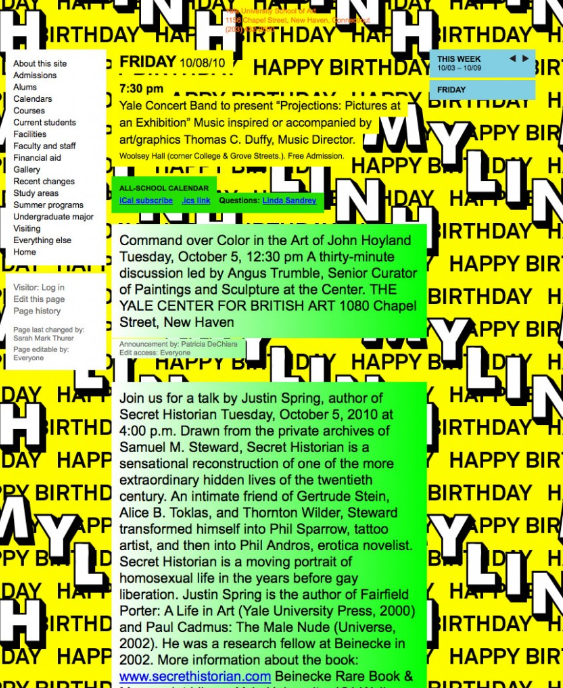 Yale University School of Art
1156 Chapel Street, New Haven, Connecticut
(203)
About this site
Admissions
Alums
Calendars
Courses
Current students
Facilities
Faculty and staff
Financial aid
Gallery
Recent changes
Study areas
Summer programs
Undergraduate major
Visiting
Everything else
Home
Visitor: Log in
Edit this page
Page history
Page last changed by:
Sarah Mark Thurer
Page editable by:
Everyone
FRIDAY 10/08/10
7:30 pm
Yale Concert Band to present “Projections: Pictures at
an Exhibition” Music inspired or accompanied by
art/graphics Thomas C. Duffy, Music Director.
Woolsey Hall (corner College & Grove Streets.). Free Admission.
ALL-SCHOOL CALENDAR
iCal subscribe .ics link Questions: Linda Sandrey
Command over Color in the Art of John Hoyland
Tuesday, October 5, 12:30 pm A thirty-minute
discussion led by Angus Trumble, Senior Curator
of Paintings and Sculpture at the Center. THE
YALE CENTER FOR BRITISH ART 1080 Chapel
Street, New Haven
Announcement by: Patricia DeChiara
Edit access: Everyone
Join us for a talk by Justin Spring, author of
Secret Historian Tuesday, October 5, 2010 at
4:00 p.m. Drawn from the private archives of
Samuel M. Steward, Secret Historian is a
sensational reconstruction of one of the more
extraordinary hidden lives of the twentieth
century. An intimate friend of Gertrude Stein,
Alice B. Toklas, and Thornton Wilder, Steward
transformed himself into Phil Sparrow, tattoo
artist, and then into Phil Andros, erotica novelist.
Secret Historian is a moving portrait of
homosexual life in the years before gay
liberation. Justin Spring is the author of Fairfield
Porter: A Life in Art (Yale University Press, 2000)
and Paul Cadmus: The Male Nude (Universe,
2002). He was a research fellow at Beinecke in
2002. More information about the book:
www.secrethistorian.com Beinecke Rare Book &
THIS WEEK
10/03 – 10/09
FRIDAY
HAPPY BIRTHDAY